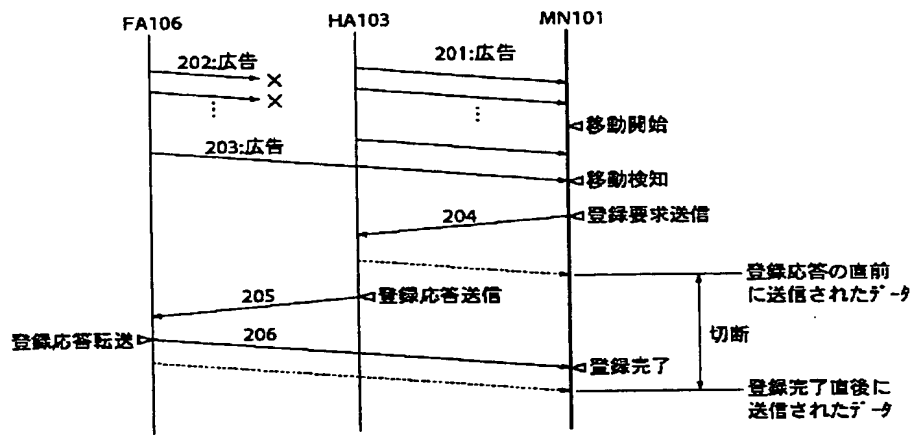 FA106
HA103
MN101
202:広告
201:広告
×
×
⋮
⋮
移動開始
203:広告
移動検知
204
登録要求送信
登録応答の直前
に送信されたデータ
205
登録応答送信
切断
登録応答転送
206
登録完了
登録完了直後に
送信されたデータ